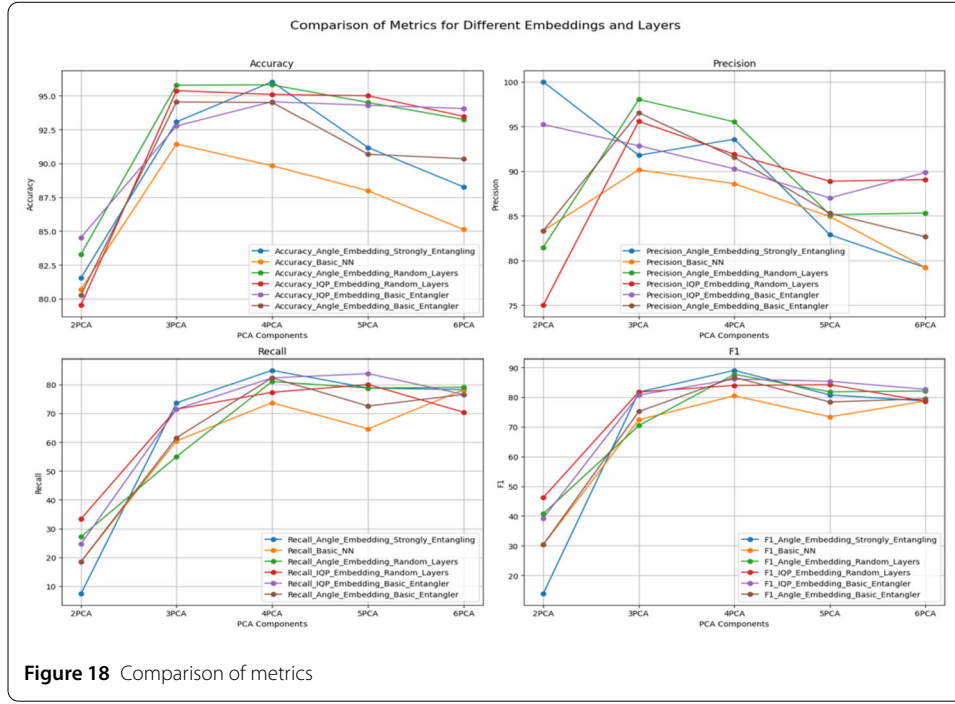 Comparison of Metrics for Different Embeddings and Layers
Accuracy
95.0
92.5
90.0
87.5
85.0
82.5
80.0
Accuracy
Accuracy_Angle_Embedding_Strongly_Entangling
Accuracy_Basic_NN
Accuracy_Angle_Embedding_Random_Layers
Accuracy_IQP_Embedding_Random_Layers
Accuracy_IQP_Embedding_Basic_Entangler
Accuracy_Angle_Embedding_Basic_Entangler
2PCA 3PCA 4PCA 5PCA 6PCA
PCA Components
Precision
100
95
90
85
80
75
Precision
Precision_Angle_Embedding_Strongly_Entangling
Precision_Basic_NN
Precision_Angle_Embedding_Random_Layers
Precision_IQP_Embedding_Random_Layers
Precision_IQP_Embedding_Basic_Entangler
Precision_Angle_Embedding_Basic_Entangler
2PCA 3PCA 4PCA 5PCA 6PCA
PCA Components
Recall
80
70
60
50
40
30
20
10
Recall
Recall_Angle_Embedding_Strongly_Entangling
Recall_Basic_NN
Recall_Angle_Embedding_Random_Layers
Recall_IQP_Embedding_Random_Layers
Recall_IQP_Embedding_Basic_Entangler
Recall_Angle_Embedding_Basic_Entangler
2PCA 3PCA 4PCA 5PCA 6PCA
PCA Components
F1
90
80
70
60
50
40
30
20
F1
F1_Angle_Embedding_Strongly_Entangling
F1_Basic_NN
F1_Angle_Embedding_Random_Layers
F1_IQP_Embedding_Random_Layers
F1_IQP_Embedding_Basic_Entangler
F1_Angle_Embedding_Basic_Entangler
2PCA 3PCA 4PCA 5PCA 6PCA
PCA Components
Figure 18 Comparison of metrics